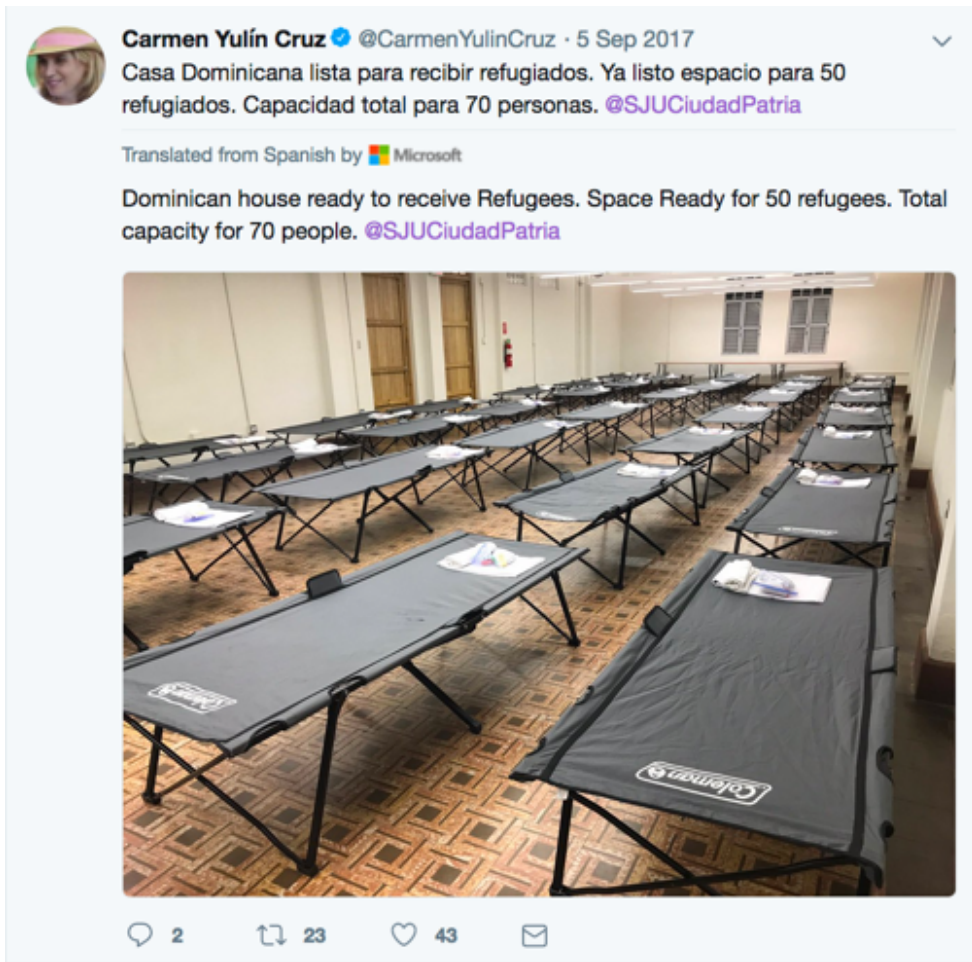 Carmen Yulín Cruz @CarmenYulinCruz · 5 Sep 2017
Casa Dominicana lista para recibir refugiados. Ya listo espacio para 50
refugiados. Capacidad total para 70 personas. @SJUCiudadPatria
Translated from Spanish by Microsoft
Dominican house ready to receive Refugees. Space Ready for 50 refugees. Total
capacity for 70 people. @SJUCiudadPatria
Coleman
Coleman
2 23 43